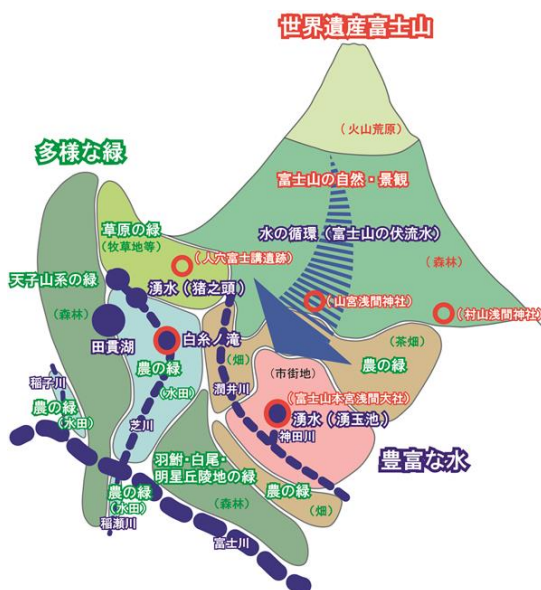 世界遺産富士山
（火山荒原）
多様な緑
富士山の自然・景観
草原の緑
（牧草地等）
水の循環（富士山の伏流水）
（人穴富士講遺跡）
（森林）
天子山系の緑
湧水（猪之頭）
（山宮浅間神社）
（村山浅間神社）
（森林）
田貫湖
白糸ノ滝
（茶畑）
農の緑
（水田）
（畑）
農の緑
（市街地）
稲子川
潤井川
農の緑
（水田）
芝川
（富士山本宮浅間大社）
湧水（湧玉池）
神田川
豊富な水
羽鮒・白尾・
明星丘陵地の緑
（森林）
農の緑
（水田）
農の緑
（畑）
稲瀬川
富士川